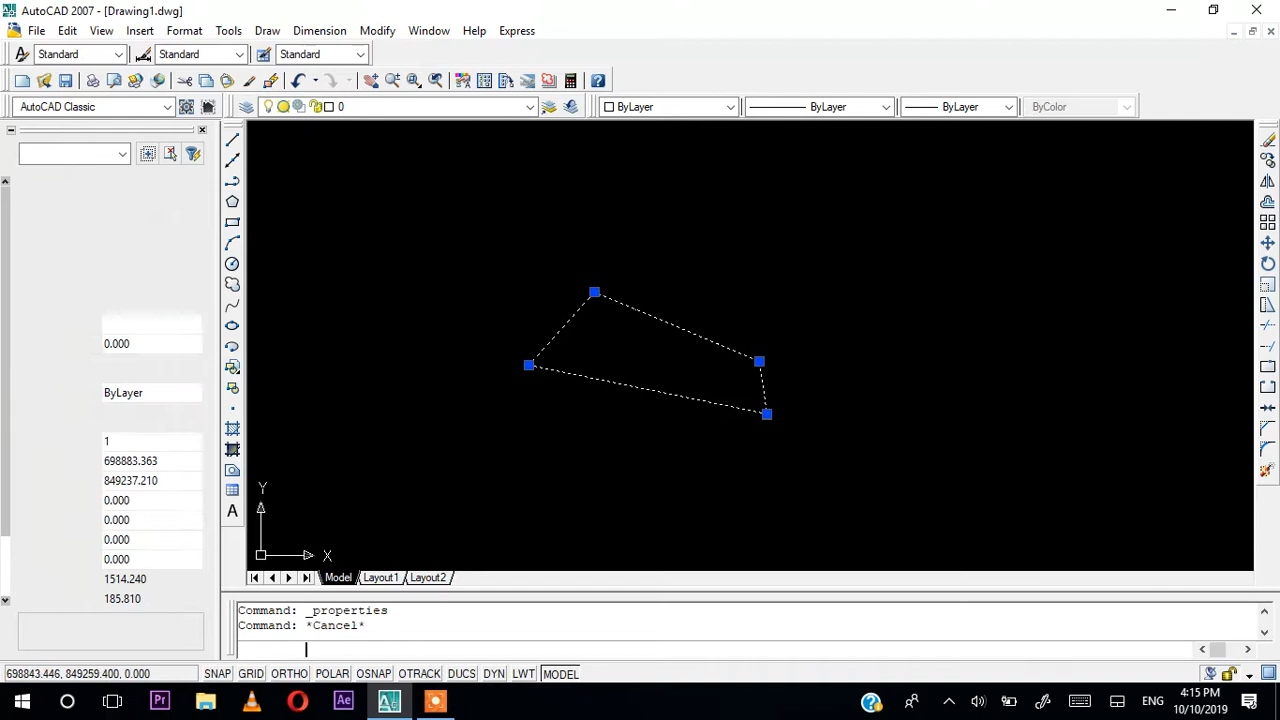 AutoCAD 2007 - [Drawing1.dwg]
File Edit View Insert Format Tools Draw Dimension Modify Window Help Express
Standard Standard Standard
AutoCAD Classic 0 ByLayer ByLayer ByLayer ByColor
0.000
ByLayer
1
698883.363
849237.210
0.000
0.000
0.000
0.000
1514.240
185.810
A
Y
X
Model Layout1 Layout2
Command: _properties
Command: *Cancel*
698843.446, 849259.400, 0.000 SNAP GRID ORTHO POLAR OSNAP OTRACK DUCS DYN LWT MODEL
Pr Ae ENG 4:15 PM
10/10/2019